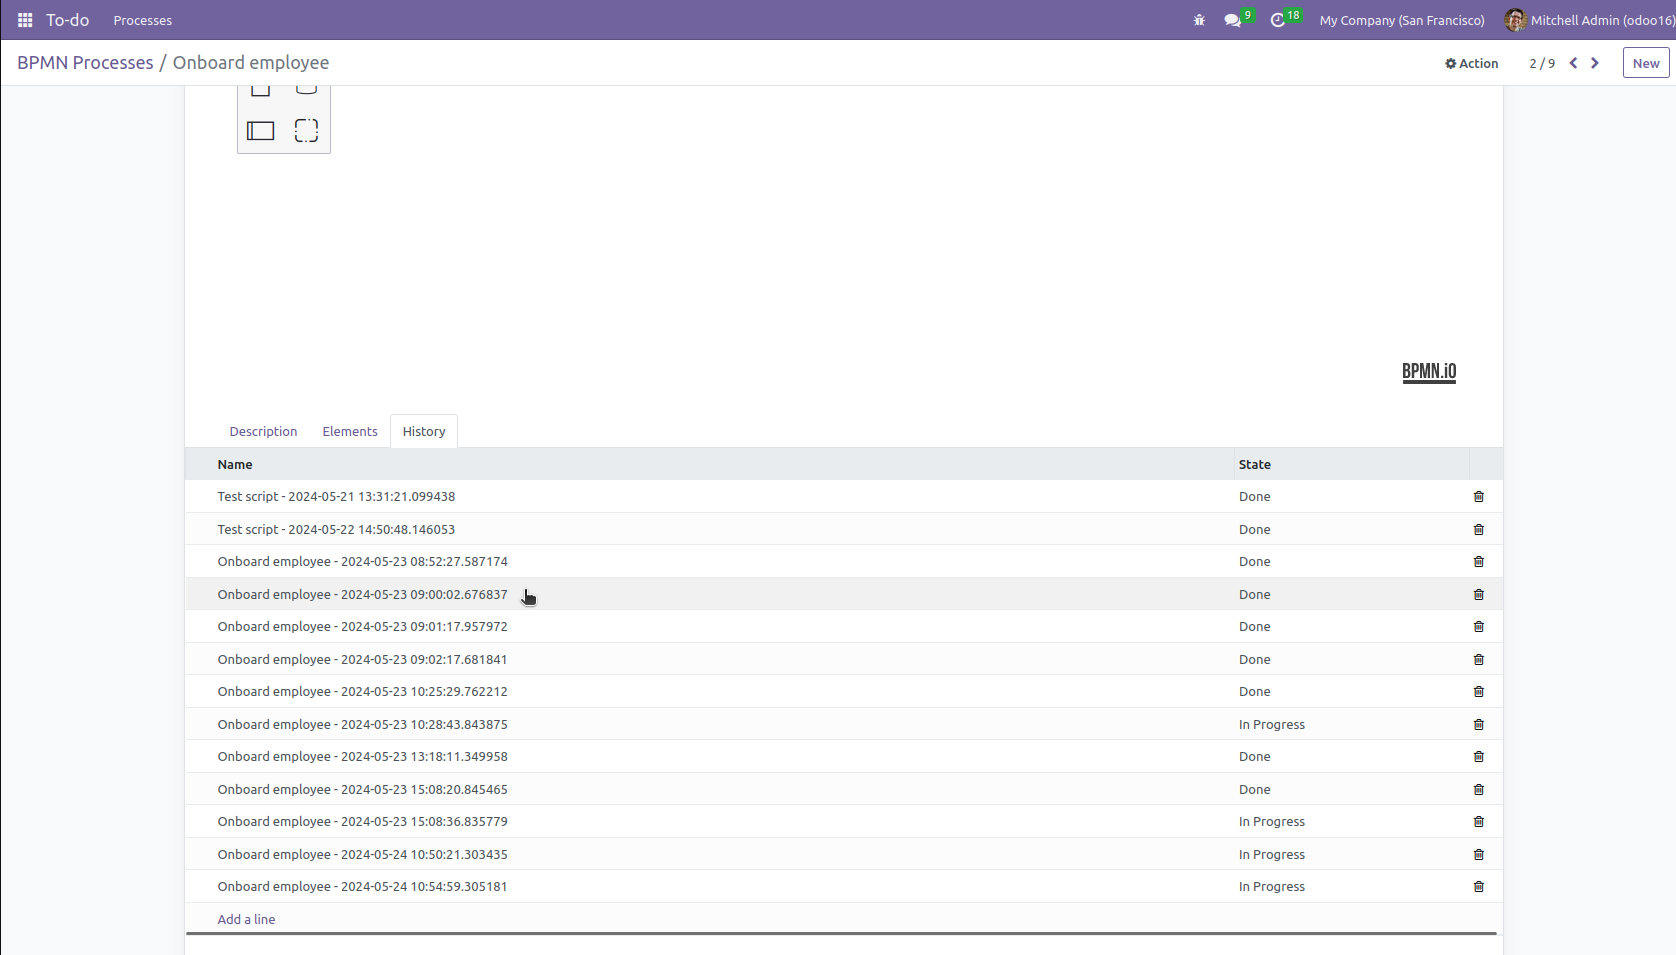 To-do Processes 9 18 My Company (San Francisco) Mitchell Admin (odoo16)
BPMN Processes / Onboard employee Action 2 / 9 New
BPMN.iO
Description Elements History
Name State
Test script - 2024-05-21 13:31:21.099438 Done
Test script - 2024-05-22 14:50:48.146053 Done
Onboard employee - 2024-05-23 08:52:27.587174 Done
Onboard employee - 2024-05-23 09:00:02.676837 Done
Onboard employee - 2024-05-23 09:01:17.957972 Done
Onboard employee - 2024-05-23 09:02:17.681841 Done
Onboard employee - 2024-05-23 10:25:29.762212 Done
Onboard employee - 2024-05-23 10:28:43.843875 In Progress
Onboard employee - 2024-05-23 13:18:11.349958 Done
Onboard employee - 2024-05-23 15:08:20.845465 Done
Onboard employee - 2024-05-23 15:08:36.835779 In Progress
Onboard employee - 2024-05-24 10:50:21.303435 In Progress
Onboard employee - 2024-05-24 10:54:59.305181 In Progress
Add a line